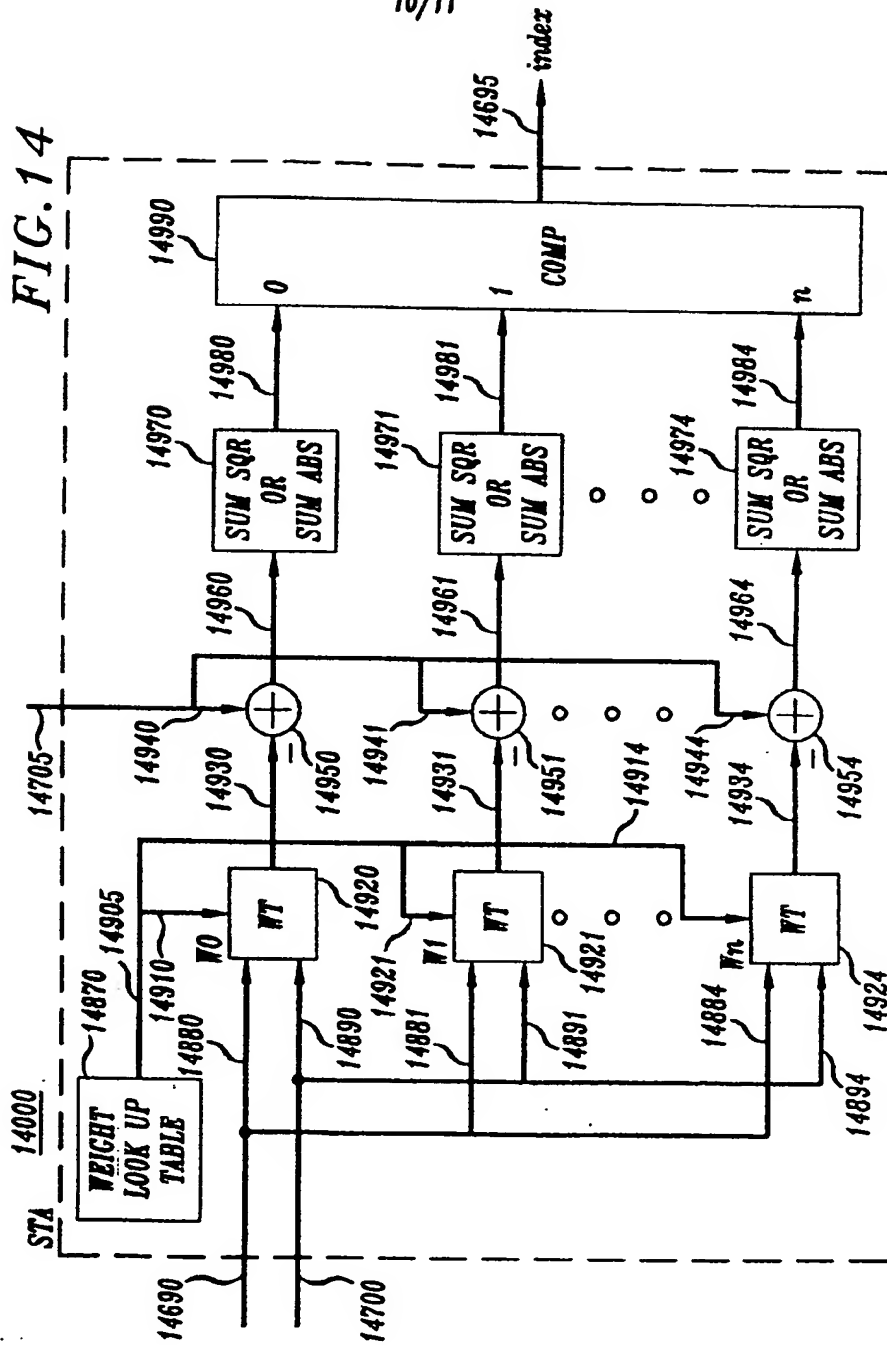 10/11
FIG. 14
14000
STA
14870
WEIGHT
LOOK UP
TABLE
14905
14910
14880
14890
W0
WT
14920
14930
14705
14940
14950
14960
14970
SUM SQR
OR
SUM ABS
14980
14990
0
1
n
COMP
14695
index
14690
14700
14881
14891
14921
W1
WT
14921
14931
14941
14951
14961
14971
SUM SQR
OR
SUM ABS
14981
14914
14884
14894
Wn
WT
14924
14934
14944
14954
14964
14974
SUM SQR
OR
SUM ABS
14984